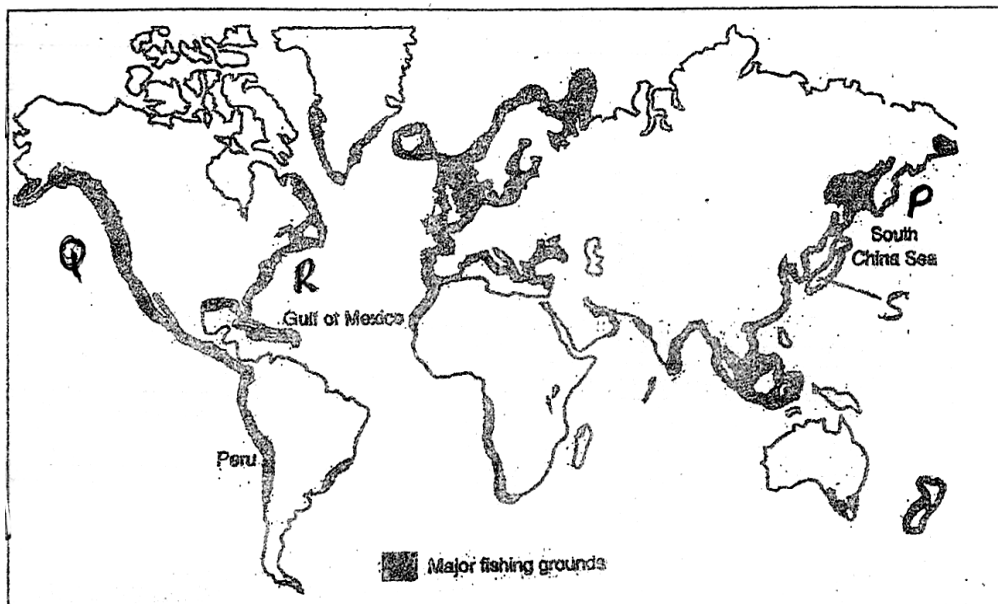 P
South
China Sea
Q
S
R
Gulf of Mexico
Peru
Major fishing grounds